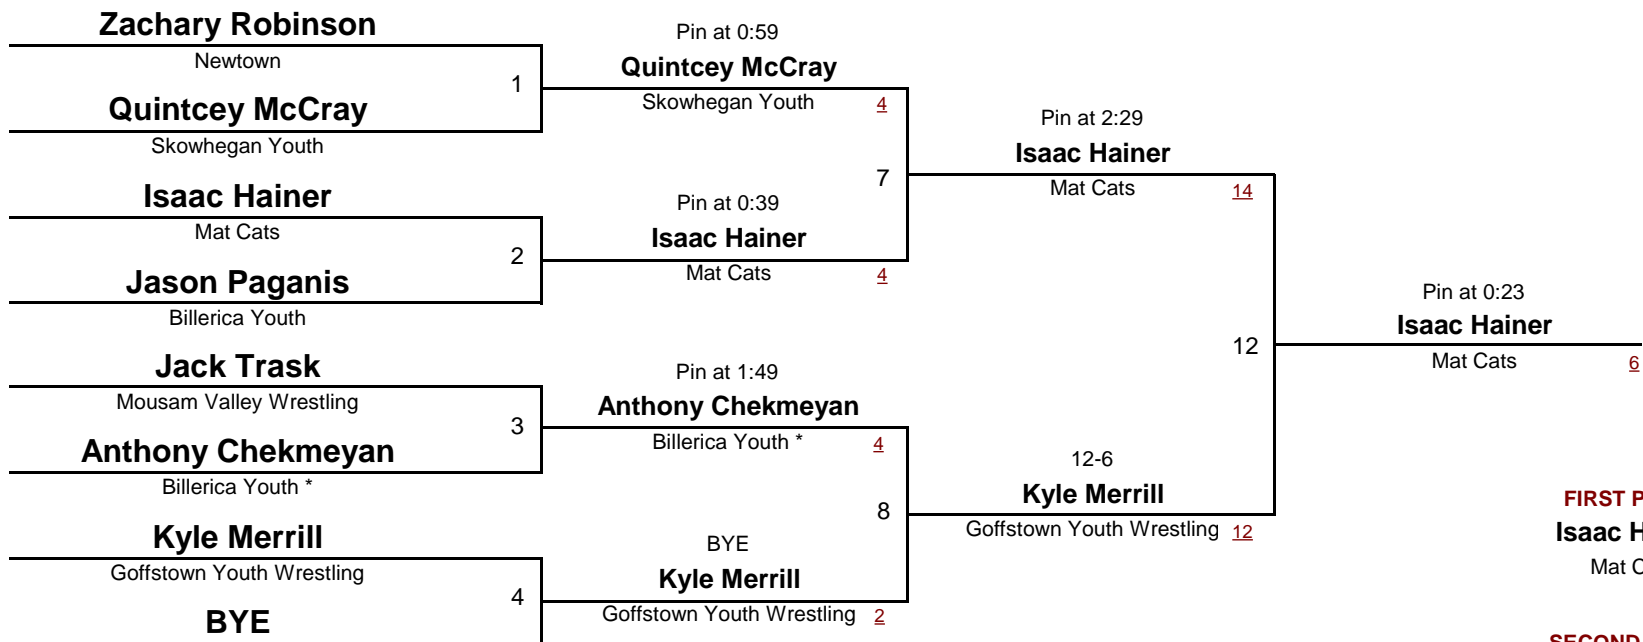 Zachary Robinson
Newtown
1
Quintcey McCray
Skowhegan Youth
Isaac Hainer
Mat Cats
2
Jason Paganis
Billerica Youth
Jack Trask
Mousam Valley Wrestling
3
Anthony Chekmeyan
Billerica Youth *
Kyle Merrill
Goffstown Youth Wrestling
4
BYE
Pin at 0:59
Quintcey McCray
Skowhegan Youth 4
7
Pin at 0:39
Isaac Hainer
Mat Cats 4
Pin at 1:49
Anthony Chekmeyan
Billerica Youth * 4
8
BYE
Kyle Merrill
Goffstown Youth Wrestling 2
Pin at 2:29
Isaac Hainer
Mat Cats 14
12
12-6
Kyle Merrill
Goffstown Youth Wrestling 12
Pin at 0:23
Isaac Hainer
Mat Cats 6
FIRST P
Isaac H
Mat C
SECOND